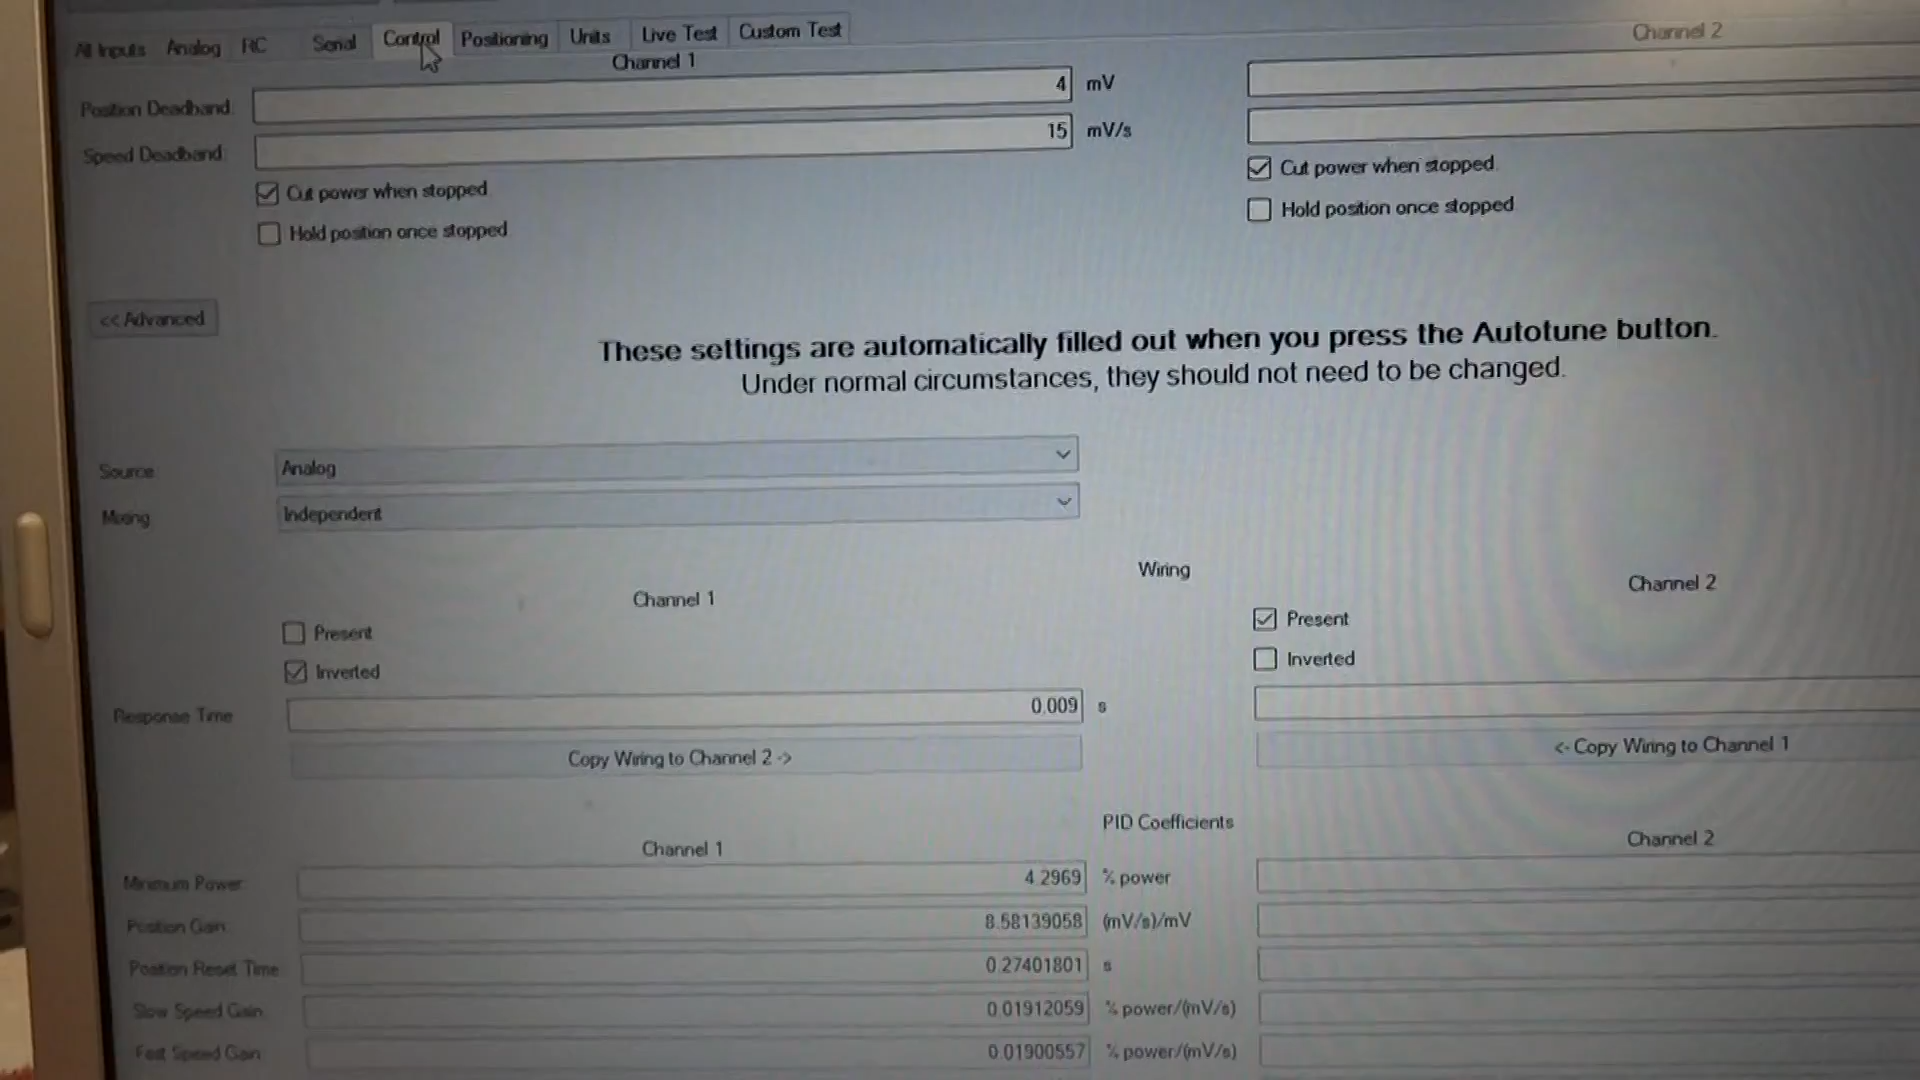 All Inputs Analog RC Serial Control Positioning Units Live Test Custom Test
Channel 1
Channel 2
Position Deadband 4 mV
Speed Deadband 15 mV/s
Cut power when stopped
Cut power when stopped.
Hold position once stopped
Hold position once stopped
<< Advanced
These settings are automatically filled out when you press the Autotune button.
Under normal circumstances, they should not need to be changed.
Source Analog
Mixing Independent
Wiring
Channel 1
Channel 2
Present
Present
Inverted
Inverted
Response Time 0.009 s
Copy Wiring to Channel 2 ->
<- Copy Wiring to Channel 1
PID Coefficients
Channel 1
Channel 2
Minimum Power 4.2969 % power
Position Gain 8.58139058 (mV/s)/mV
Position Reset Time 0.27401801 s
Slow Speed Gain 0.01912059 % power/(mV/s)
Fast Speed Gain 0.01900557 % power/(mV/s)